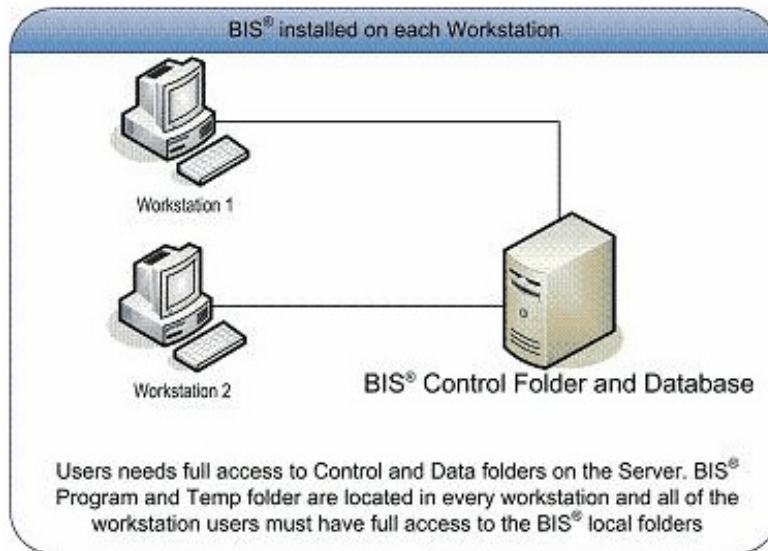 BIS® installed on each Workstation
Workstation 1
Workstation 2
BIS® Control Folder and Database
Users needs full access to Control and Data folders on the Server. BIS®
Program and Temp folder are located in every workstation and all of the
workstation users must have full access to the BIS® local folders